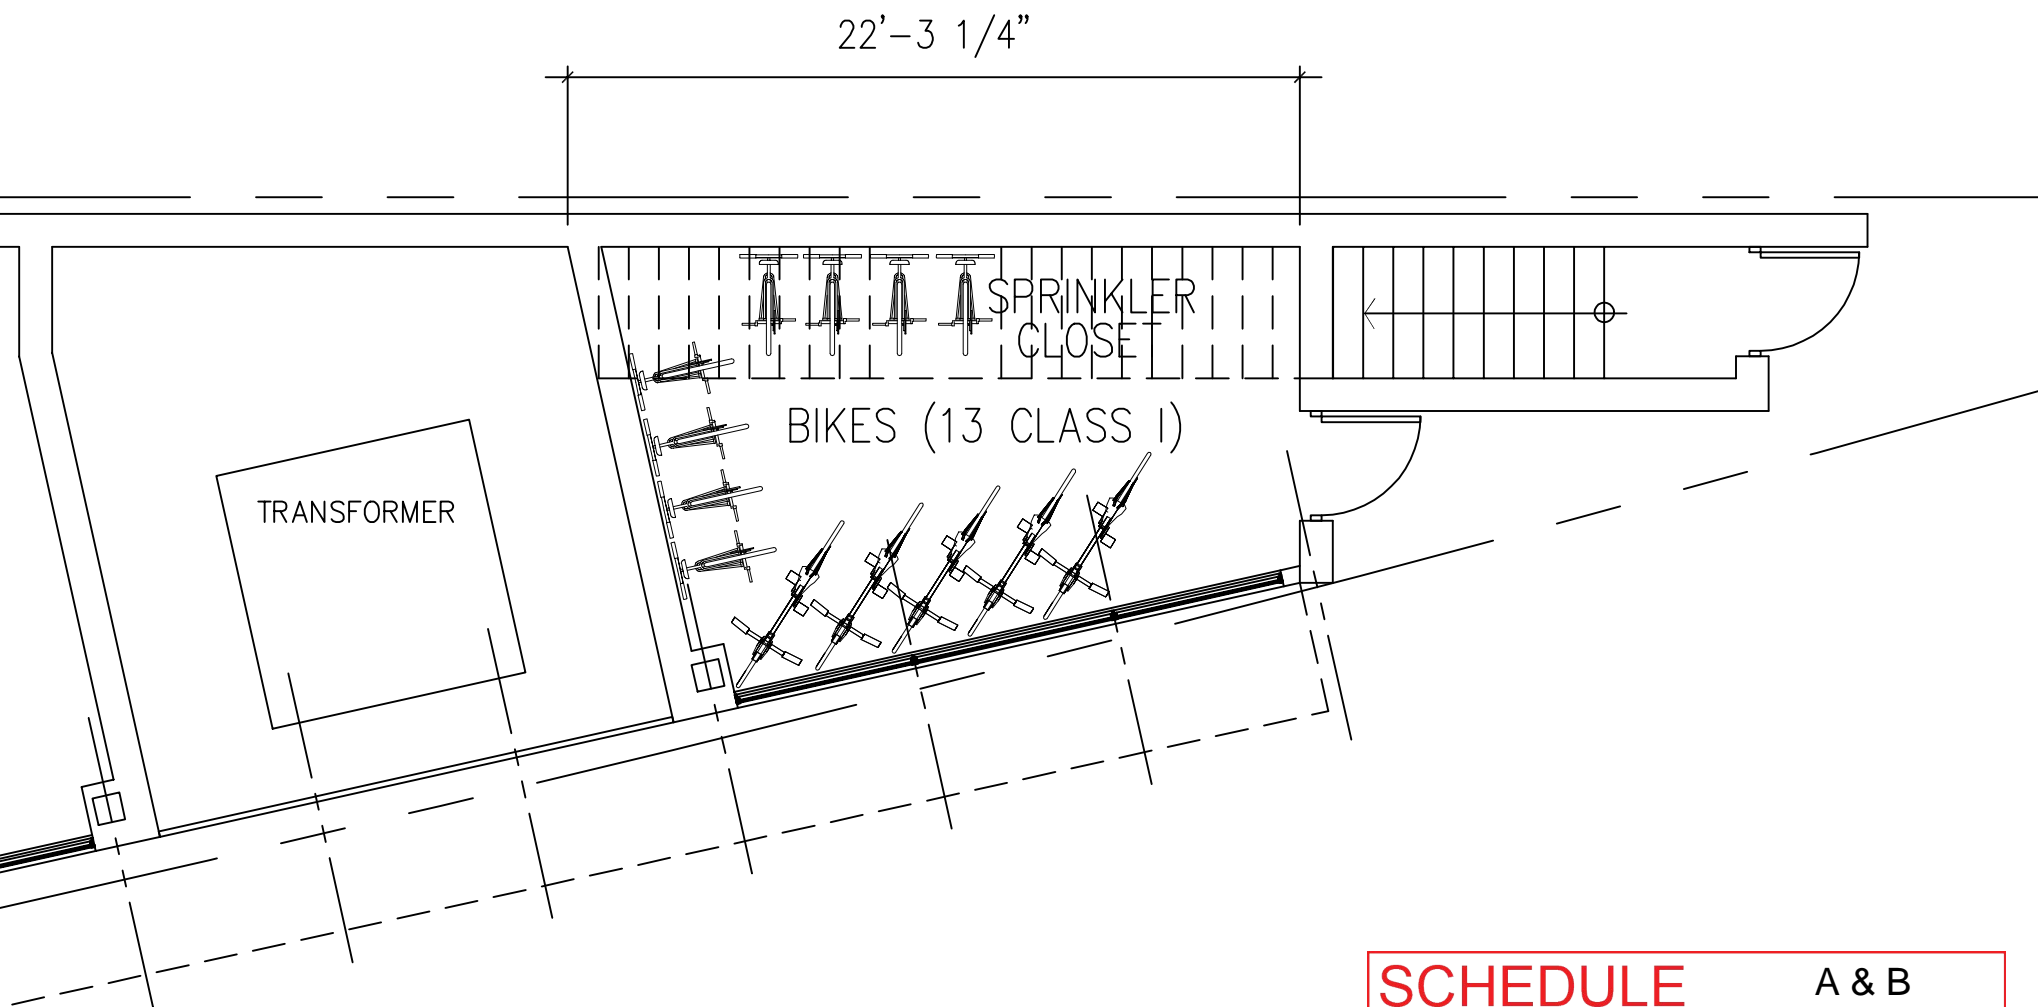 22'-3 1/4"
SPRINKLER
CLOSET
BIKES (13 CLASS I)
TRANSFORMER
SCHEDULE A & B